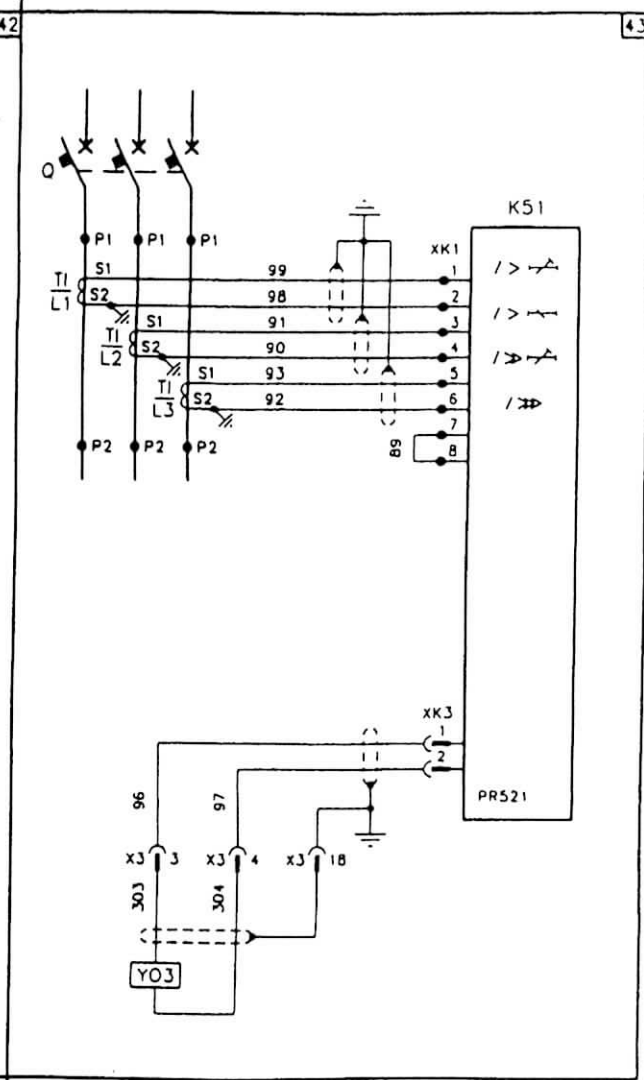 42
43
K51
Q
P1 P1 P1
XK1
S1 99 1 I >
TI/L1 S2 98 2
S1 91 3 I >
TI/L2 S2 90 4
S1 93 5
TI/L3 S2 92 6
7
89
8
P2 P2 P2
XK3
1
2
PR521
96 97
X3 3 X3 4 X3 18
303 304
Y03